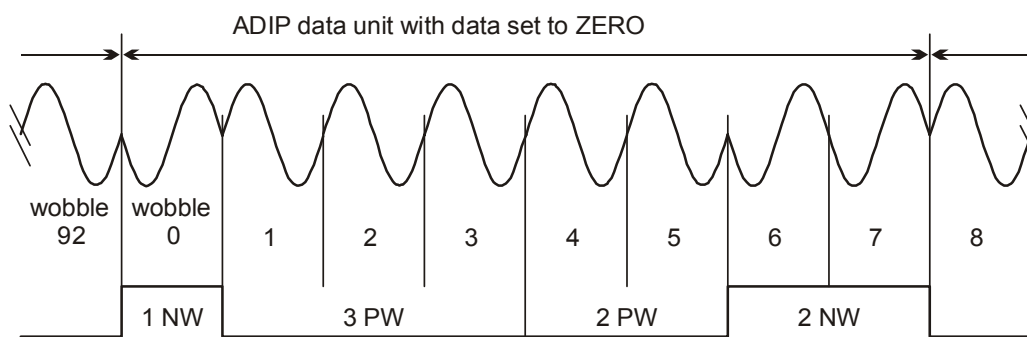 ADIP data unit with data set to ZERO
wobble 92
wobble 0
1
2
3
4
5
6
7
8
1 NW
3 PW
2 PW
2 NW